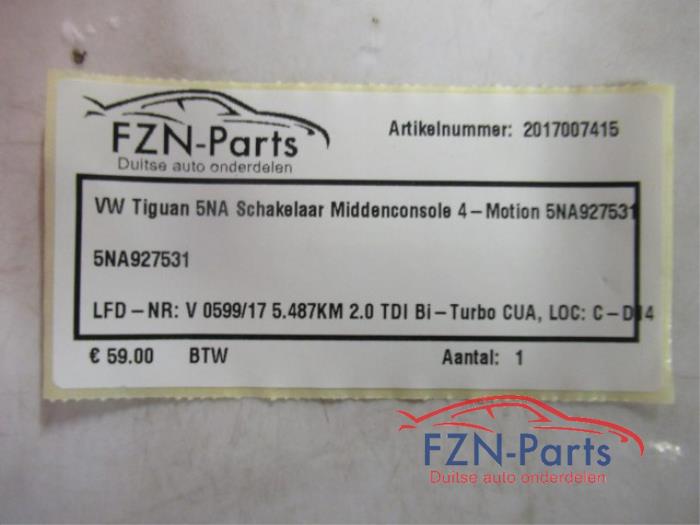 FZN-Parts
Duitse auto onderdelen
Artikelnummer: 2017007415
VW Tiguan 5NA Schakelaar Middenconsole 4-Motion 5NA927531
5NA927531
LFD-NR: V 0599/17 5.487KM 2.0 TDI Bi-Turbo CUA, LOC: C-D14
€ 59.00 BTW Aantal: 1
FZN-Parts
Duitse auto onderdelen